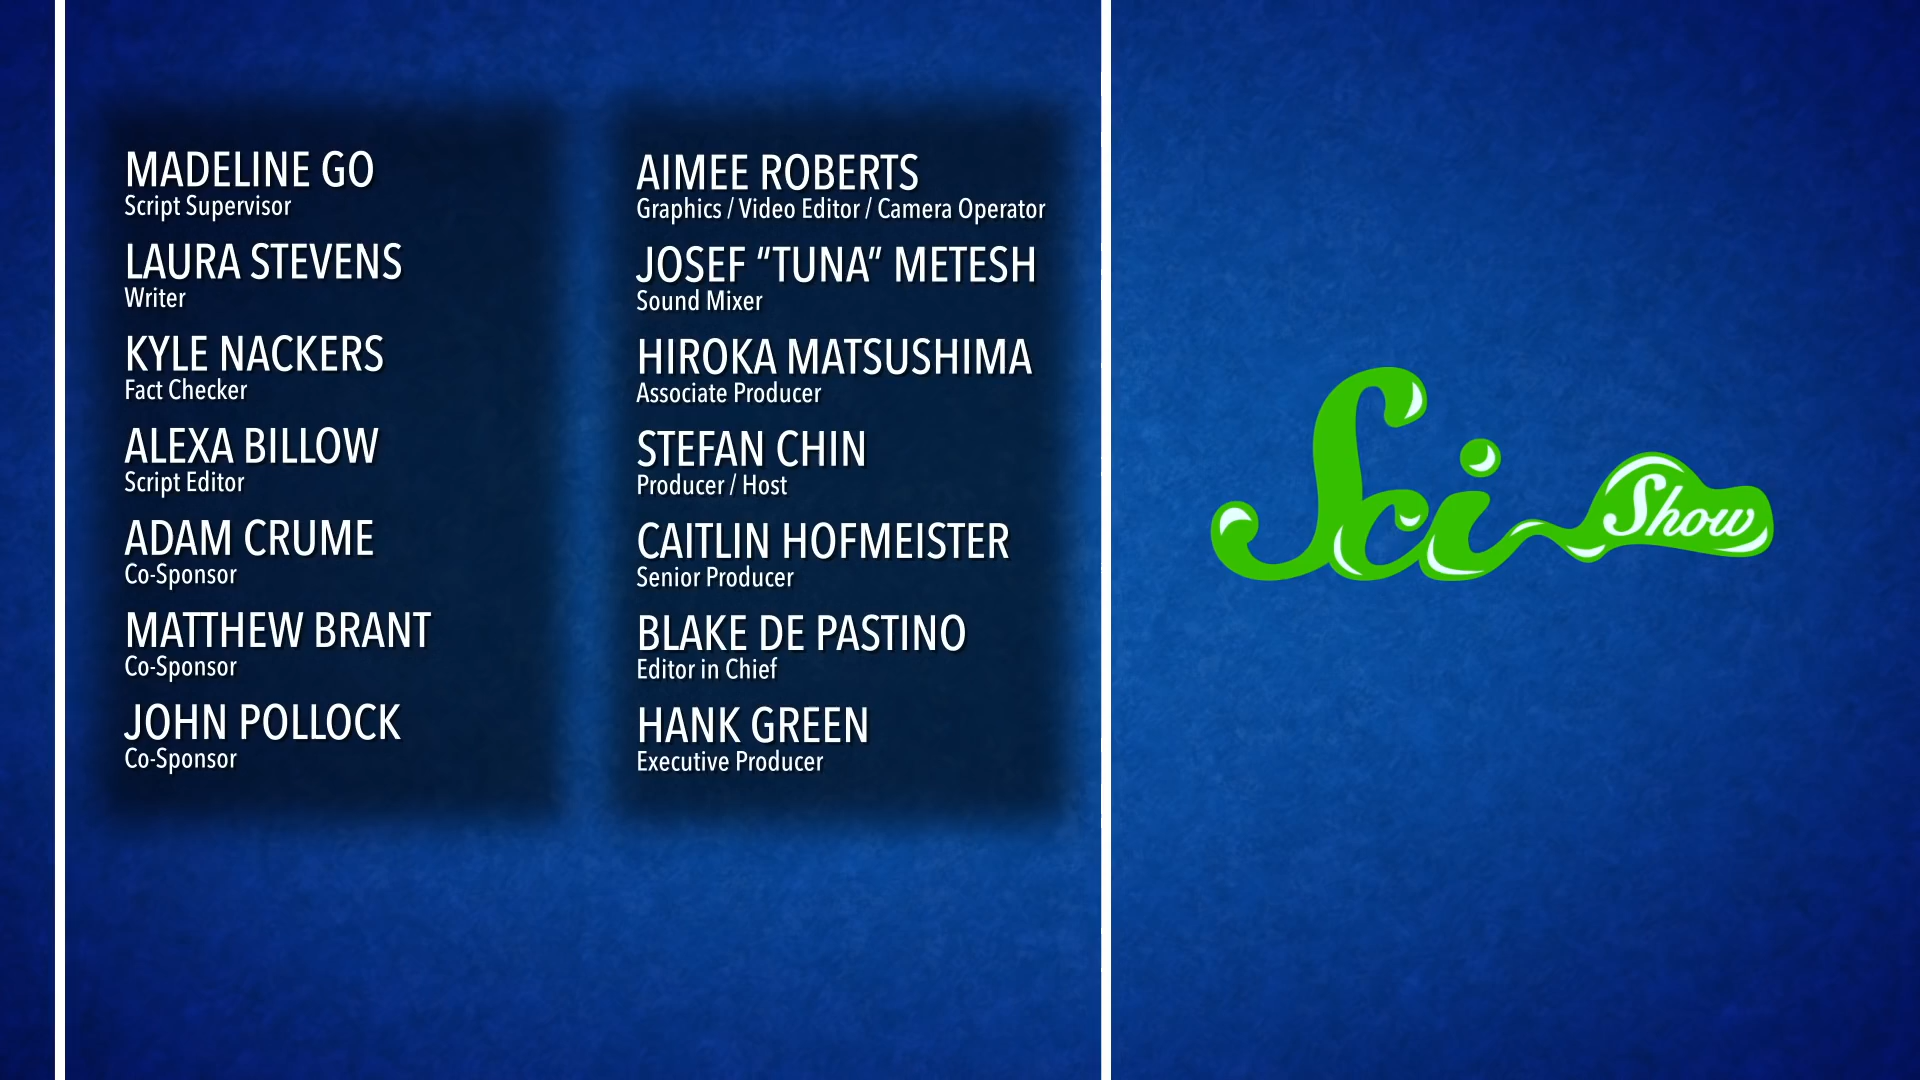 MADELINE GO
Script Supervisor
LAURA STEVENS
Writer
KYLE NACKERS
Fact Checker
ALEXA BILLOW
Script Editor
ADAM CRUME
Co-Sponsor
MATTHEW BRANT
Co-Sponsor
JOHN POLLOCK
Co-Sponsor
AIMEE ROBERTS
Graphics / Video Editor / Camera Operator
JOSEF “TUNA” METESH
Sound Mixer
HIROKA MATSUSHIMA
Associate Producer
STEFAN CHIN
Producer / Host
CAITLIN HOFMEISTER
Senior Producer
BLAKE DE PASTINO
Editor in Chief
HANK GREEN
Executive Producer
Sci Show